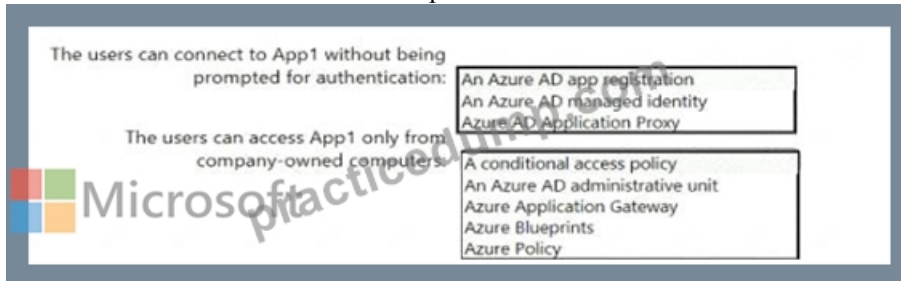 The users can connect to App1 without being
prompted for authentication:
An Azure AD app registration
An Azure AD managed identity
Azure AD Application Proxy
The users can access App1 only from
company-owned computers:
A conditional access policy
An Azure AD administrative unit
Azure Application Gateway
Azure Blueprints
Azure Policy
Microsoft
practicedump.com